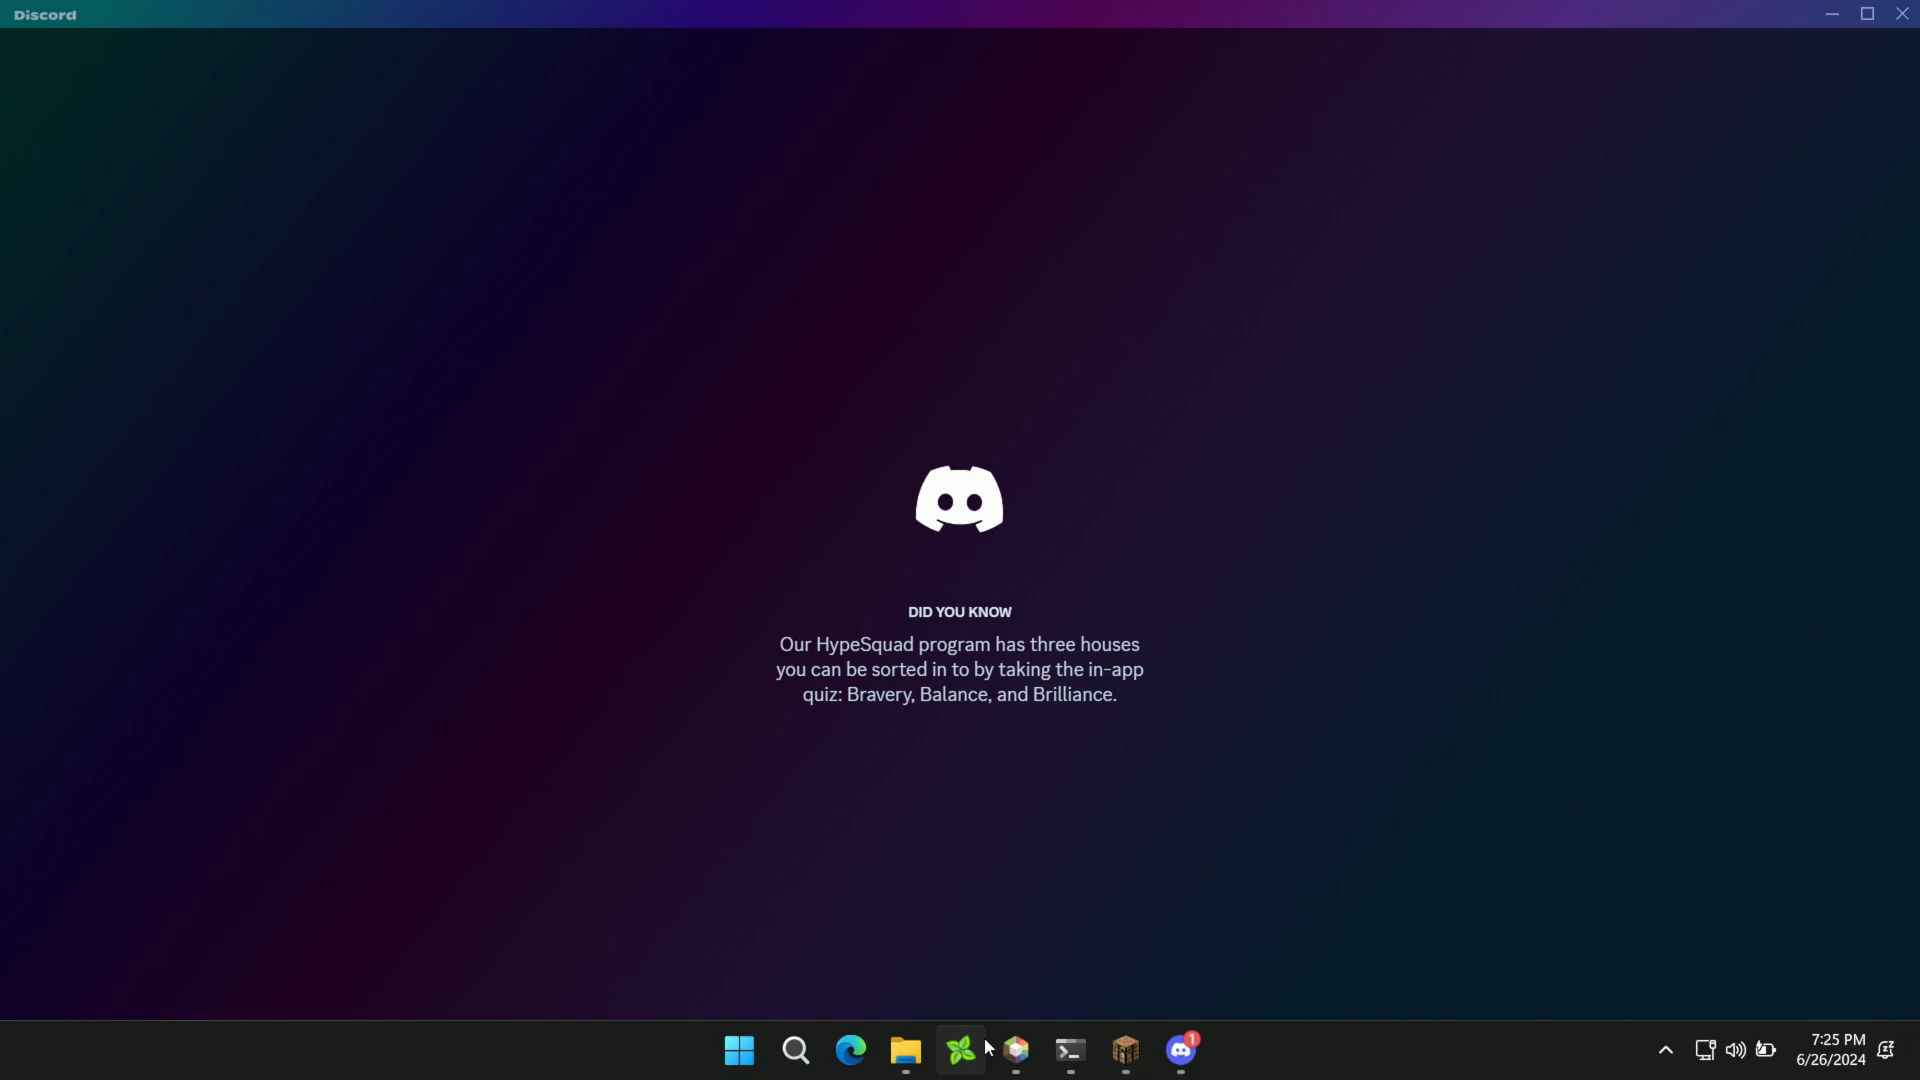 Discord
DID YOU KNOW
Our HypeSquad program has three houses
you can be sorted in to by taking the in-app
quiz: Bravery, Balance, and Brilliance.
1
7:25 PM
6/26/2024